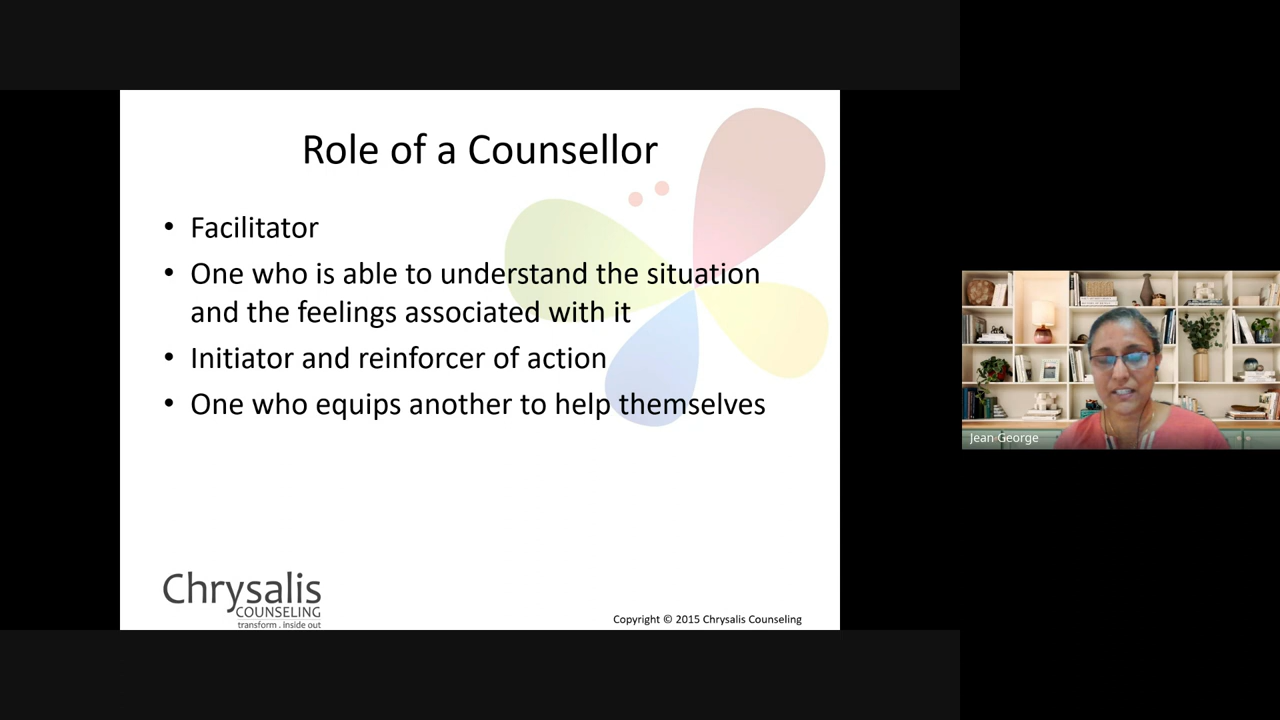 Role of a Counsellor
• Facilitator
• One who is able to understand the situation
and the feelings associated with it
• Initiator and reinforcer of action
• One who equips another to help themselves
Chrysalis
COUNSELING
transform . inside out
Copyright © 2015 Chrysalis Counseling
Jean George